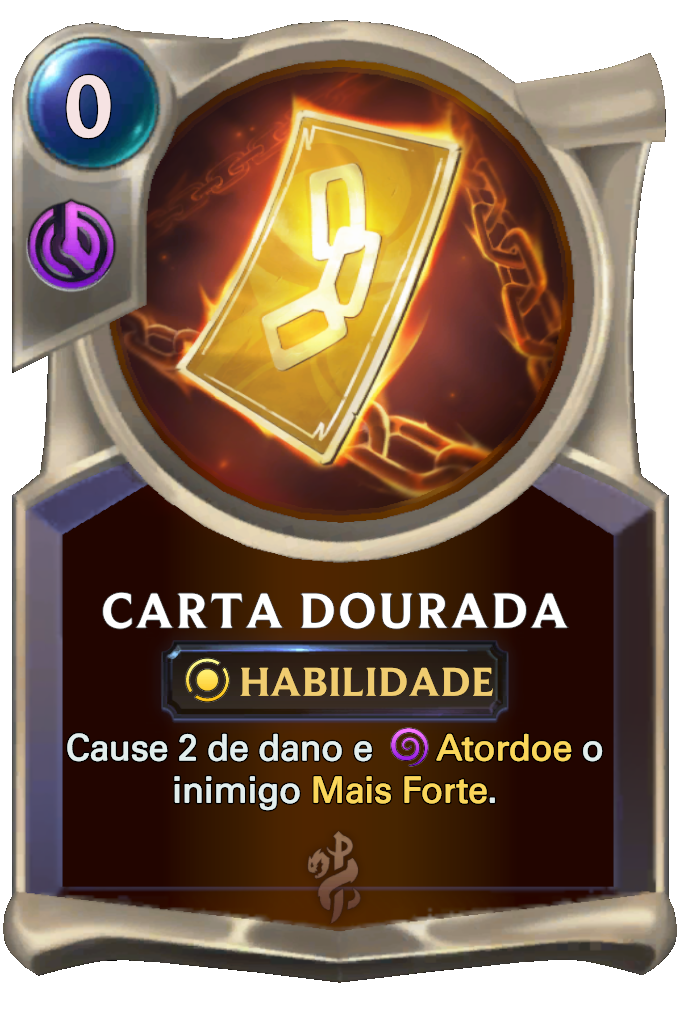 0
CARTA DOURADA
HABILIDADE
Cause 2 de dano e Atordoe o
inimigo Mais Forte.